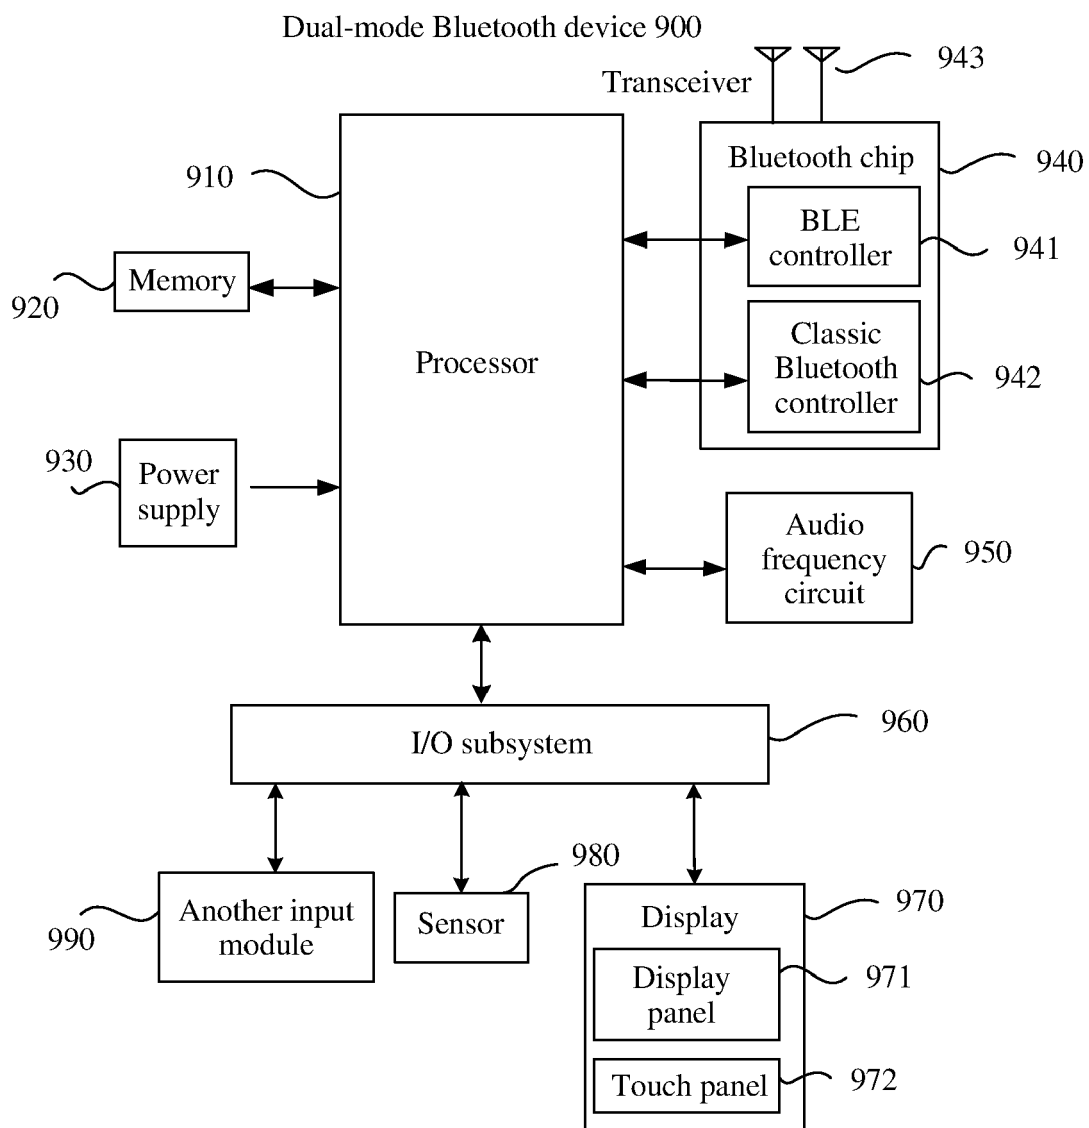 Dual-mode Bluetooth device 900
943
Transceiver
Bluetooth chip
940
910
BLE
controller
941
Memory
920
Classic
Bluetooth
controller
942
Processor
930
Power
supply
Audio
frequency
circuit
950
I/O subsystem
960
980
970
990
Another input
module
Sensor
Display
Display
panel
971
Touch panel
972